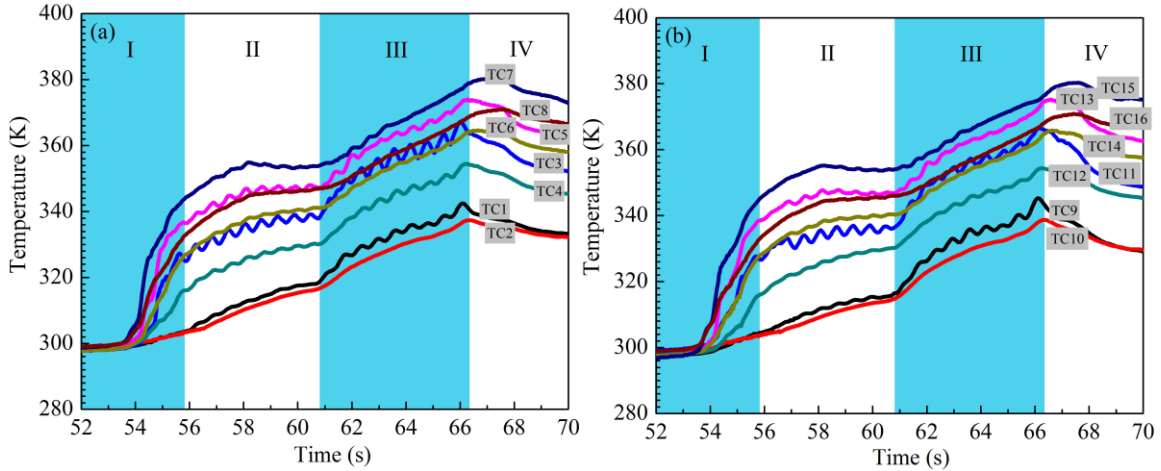 (a)
I
II
III
IV
TC7
TC8
TC6
TC5
TC3
TC4
TC1
TC2
400
380
360
340
320
300
280
52 54 56 58 60 62 64 66 68 70
Temperature (K)
Time (s)
(b)
I
II
III
IV
TC15
TC13
TC16
TC14
TC11
TC12
TC9
TC10
400
380
360
340
320
300
280
52 54 56 58 60 62 64 66 68 70
Temperature (K)
Time (s)